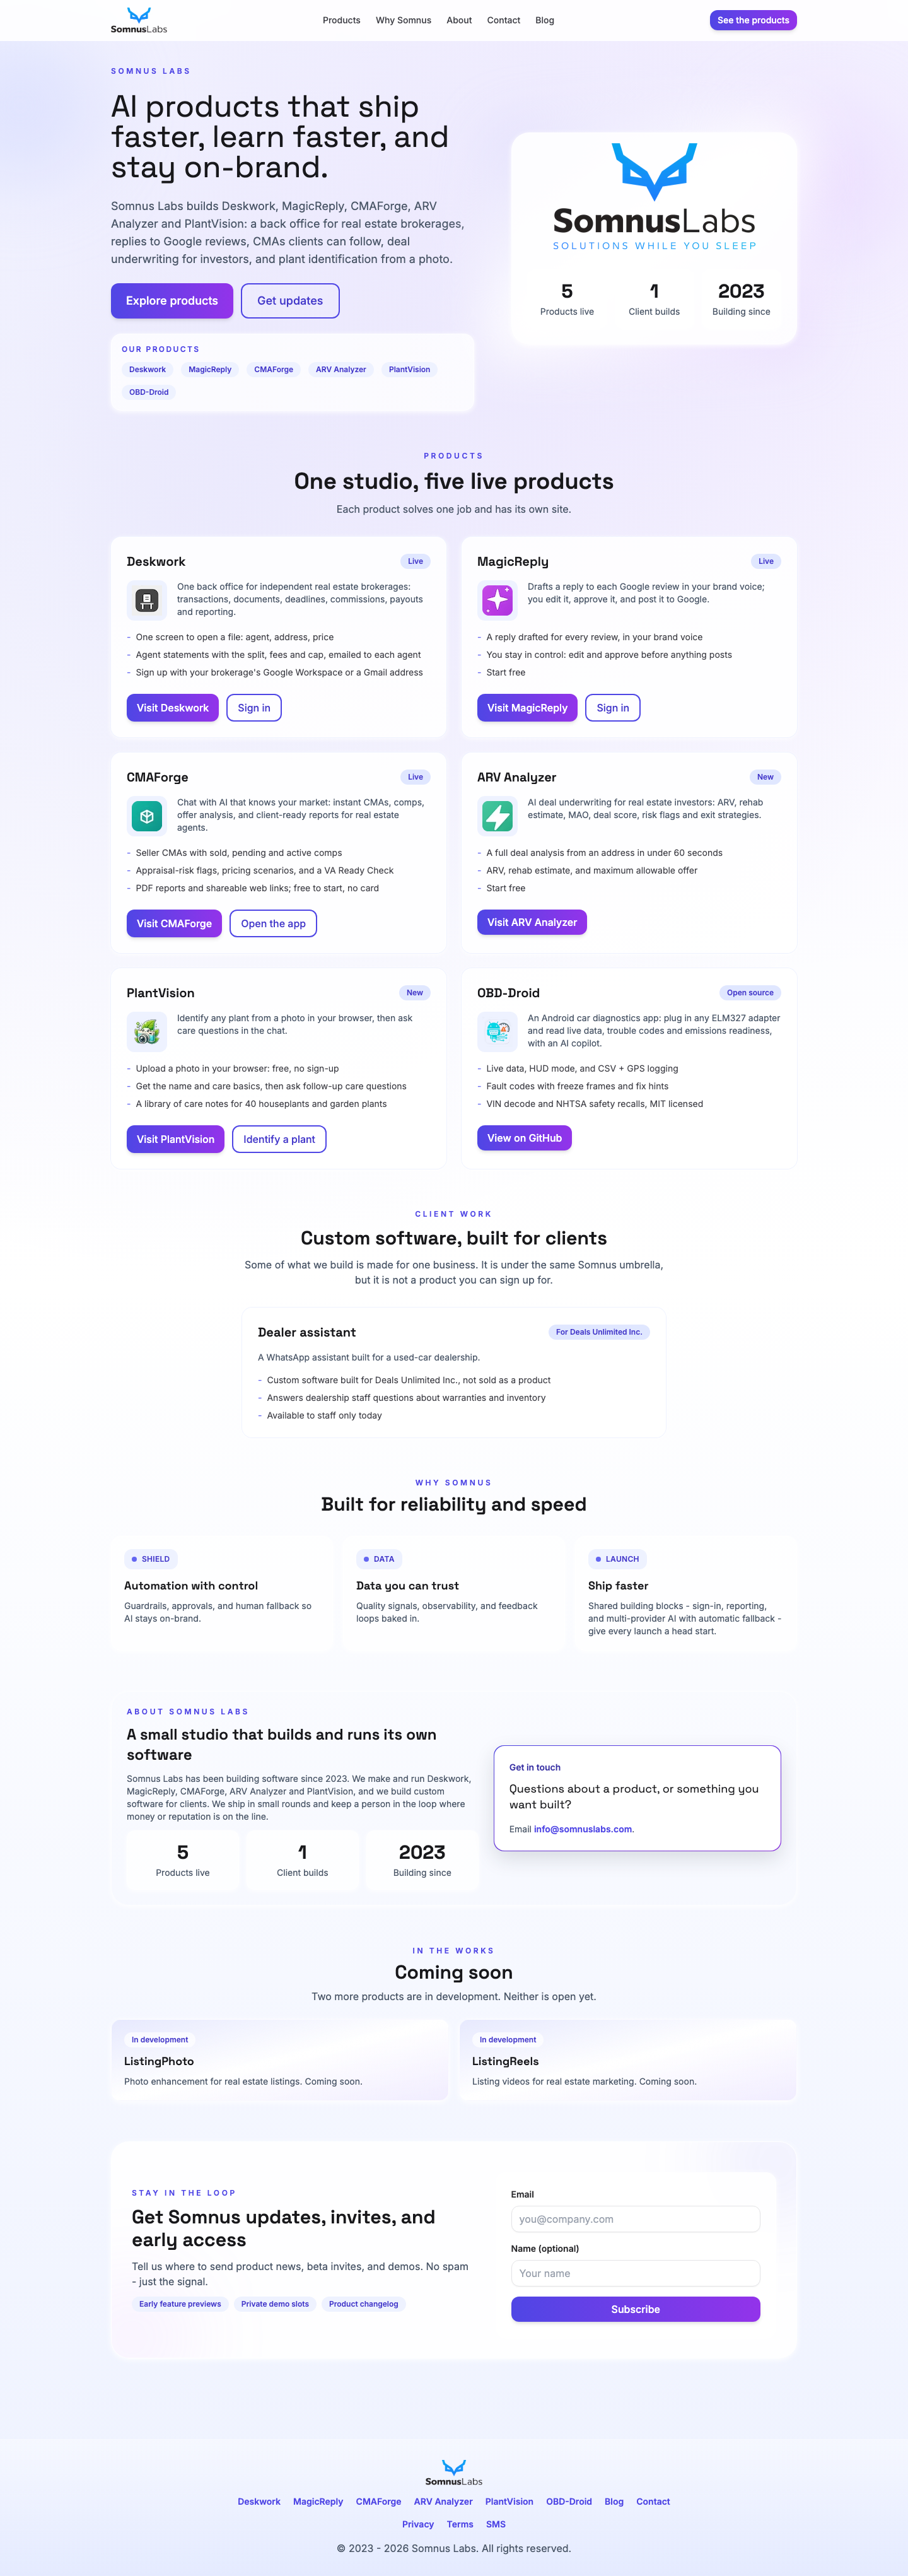 SomnusLabs
Products
Why Somnus
About
Contact
Blog
See the products
SOMNUS LABS
AI products that ship
faster, learn faster, and
stay on-brand.
Somnus Labs builds Deskwork, MagicReply, CMAForge, ARV
Analyzer and PlantVision: a back office for real estate brokerages,
replies to Google reviews, CMAs clients can follow, deal
underwriting for investors, and plant identification from a photo.
Explore products
Get updates
OUR PRODUCTS
Deskwork
MagicReply
CMAForge
ARV Analyzer
PlantVision
OBD-Droid
SomnusLabs
SOLUTIONS WHILE YOU SLEEP
5
Products live
1
Client builds
2023
Building since
PRODUCTS
One studio, five live products
Each product solves one job and has its own site.
Deskwork
Live
One back office for independent real estate brokerages:
transactions, documents, deadlines, commissions, payouts
and reporting.
- One screen to open a file: agent, address, price
- Agent statements with the split, fees and cap, emailed to each agent
- Sign up with your brokerage's Google Workspace or a Gmail address
Visit Deskwork
Sign in
MagicReply
Live
Drafts a reply to each Google review in your brand voice;
you edit it, approve it, and post it to Google.
- A reply drafted for every review, in your brand voice
- You stay in control: edit and approve before anything posts
- Start free
Visit MagicReply
Sign in
CMAForge
Live
Chat with AI that knows your market: instant CMAs, comps,
offer analysis, and client-ready reports for real estate
agents.
- Seller CMAs with sold, pending and active comps
- Appraisal-risk flags, pricing scenarios, and a VA Ready Check
- PDF reports and shareable web links; free to start, no card
Visit CMAForge
Open the app
ARV Analyzer
New
AI deal underwriting for real estate investors: ARV, rehab
estimate, MAO, deal score, risk flags and exit strategies.
- A full deal analysis from an address in under 60 seconds
- ARV, rehab estimate, and maximum allowable offer
- Start free
Visit ARV Analyzer
PlantVision
New
Identify any plant from a photo in your browser, then ask
care questions in the chat.
- Upload a photo in your browser: free, no sign-up
- Get the name and care basics, then ask follow-up care questions
- A library of care notes for 40 houseplants and garden plants
Visit PlantVision
Identify a plant
OBD-Droid
Open source
An Android car diagnostics app: plug in any ELM327 adapter
and read live data, trouble codes and emissions readiness,
with an AI copilot.
- Live data, HUD mode, and CSV + GPS logging
- Fault codes with freeze frames and fix hints
- VIN decode and NHTSA safety recalls, MIT licensed
View on GitHub
CLIENT WORK
Custom software, built for clients
Some of what we build is made for one business. It is under the same Somnus umbrella,
but it is not a product you can sign up for.
Dealer assistant
For Deals Unlimited Inc.
A WhatsApp assistant built for a used-car dealership.
- Custom software built for Deals Unlimited Inc., not sold as a product
- Answers dealership staff questions about warranties and inventory
- Available to staff only today
WHY SOMNUS
Built for reliability and speed
SHIELD
Automation with control
Guardrails, approvals, and human fallback so
AI stays on-brand.
DATA
Data you can trust
Quality signals, observability, and feedback
loops baked in.
LAUNCH
Ship faster
Shared building blocks - sign-in, reporting,
and multi-provider AI with automatic fallback -
give every launch a head start.
ABOUT SOMNUS LABS
A small studio that builds and runs its own
software
Somnus Labs has been building software since 2023. We make and run Deskwork,
MagicReply, CMAForge, ARV Analyzer and PlantVision, and we build custom
software for clients. We ship in small rounds and keep a person in the loop where
money or reputation is on the line.
5
Products live
1
Client builds
2023
Building since
Get in touch
Questions about a product, or something you
want built?
Email info@somnuslabs.com.
IN THE WORKS
Coming soon
Two more products are in development. Neither is open yet.
In development
ListingPhoto
Photo enhancement for real estate listings. Coming soon.
In development
ListingReels
Listing videos for real estate marketing. Coming soon.
STAY IN THE LOOP
Get Somnus updates, invites, and
early access
Tell us where to send product news, beta invites, and demos. No spam
- just the signal.
Early feature previews
Private demo slots
Product changelog
Email
you@company.com
Name (optional)
Your name
Subscribe
SomnusLabs
Deskwork
MagicReply
CMAForge
ARV Analyzer
PlantVision
OBD-Droid
Blog
Contact
Privacy
Terms
SMS
© 2023 - 2026 Somnus Labs. All rights reserved.